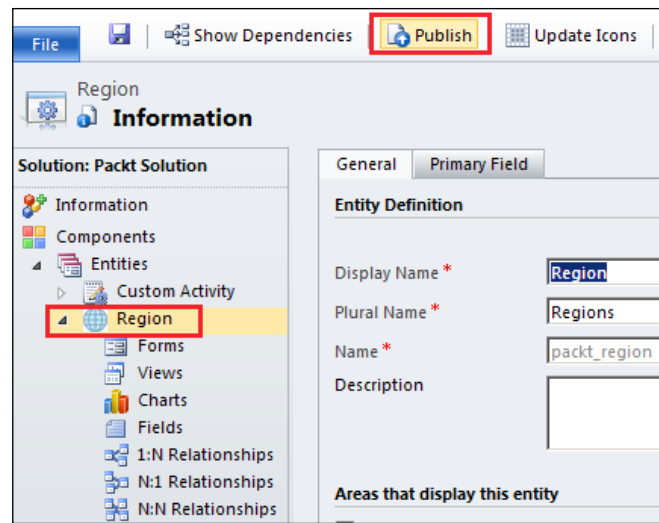 File Show Dependencies Publish Update Icons
Region
Information
Solution: Packt Solution
Information
Components
Entities
Custom Activity
Region
Forms
Views
Charts
Fields
1:N Relationships
N:1 Relationships
N:N Relationships
General Primary Field
Entity Definition
Display Name * Region
Plural Name * Regions
Name * packt_region
Description
Areas that display this entity